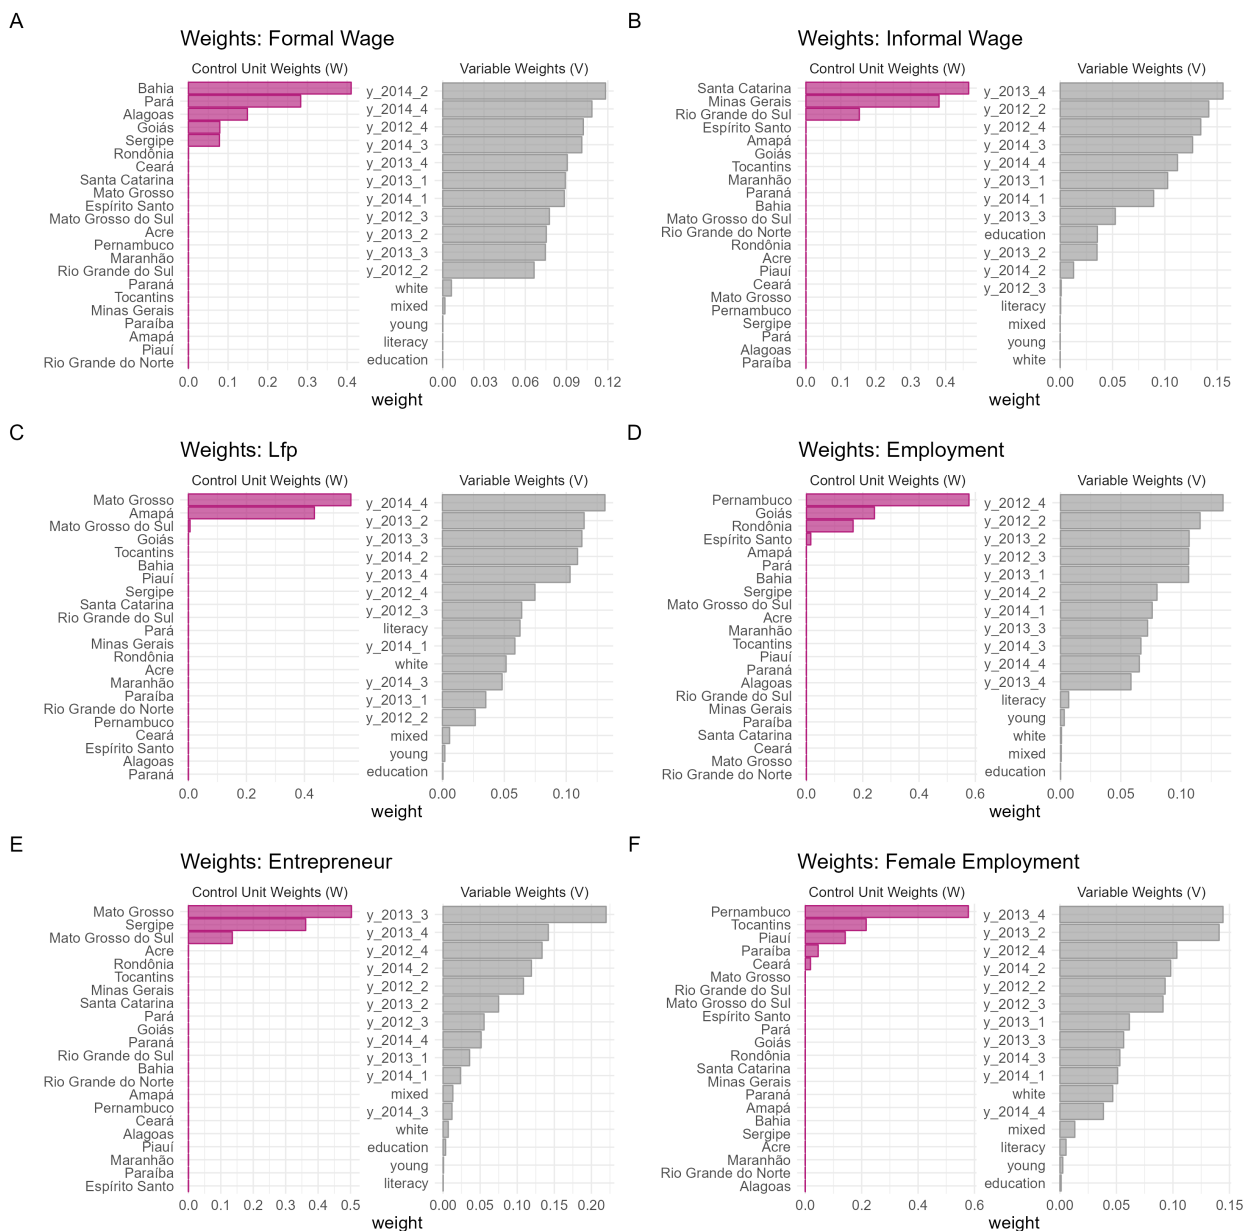 A
Weights: Formal Wage
Control Unit Weights (W)
Variable Weights (V)
Bahia
Pará
Alagoas
Goiás
Sergipe
Rondônia
Ceará
Santa Catarina
Mato Grosso
Espírito Santo
Mato Grosso do Sul
Acre
Pernambuco
Maranhão
Rio Grande do Sul
Paraná
Tocantins
Minas Gerais
Paraíba
Amapá
Piauí
Rio Grande do Norte
0.0 0.1 0.2 0.3 0.4
y_2014_2
y_2014_4
y_2012_4
y_2014_3
y_2013_4
y_2013_1
y_2014_1
y_2012_3
y_2013_2
y_2013_3
y_2012_2
white
mixed
young
literacy
education
0.00 0.03 0.06 0.09 0.12
weight
B
Weights: Informal Wage
Control Unit Weights (W)
Variable Weights (V)
Santa Catarina
Minas Gerais
Rio Grande do Sul
Espírito Santo
Amapá
Goiás
Tocantins
Maranhão
Paraná
Bahia
Mato Grosso do Sul
Rio Grande do Norte
Rondônia
Acre
Piauí
Ceará
Mato Grosso
Pernambuco
Sergipe
Pará
Alagoas
Paraíba
0.0 0.1 0.2 0.3 0.4
y_2013_4
y_2012_2
y_2012_4
y_2014_3
y_2014_4
y_2013_1
y_2014_1
y_2013_3
education
y_2013_2
y_2014_2
y_2012_3
literacy
mixed
young
white
0.00 0.05 0.10 0.15
weight
C
Weights: Lfp
Control Unit Weights (W)
Variable Weights (V)
Mato Grosso
Amapá
Mato Grosso do Sul
Goiás
Tocantins
Bahia
Piauí
Sergipe
Santa Catarina
Rio Grande do Sul
Pará
Minas Gerais
Rondônia
Acre
Maranhão
Paraíba
Rio Grande do Norte
Pernambuco
Ceará
Espírito Santo
Alagoas
Paraná
0.0 0.2 0.4
y_2014_4
y_2013_2
y_2013_3
y_2014_2
y_2013_4
y_2012_4
y_2012_3
literacy
y_2014_1
white
y_2014_3
y_2013_1
y_2012_2
mixed
young
education
0.00 0.05 0.10
weight
D
Weights: Employment
Control Unit Weights (W)
Variable Weights (V)
Pernambuco
Goiás
Rondônia
Espírito Santo
Amapá
Pará
Bahia
Sergipe
Mato Grosso do Sul
Acre
Maranhão
Tocantins
Piauí
Paraná
Alagoas
Rio Grande do Sul
Minas Gerais
Paraíba
Santa Catarina
Ceará
Mato Grosso
Rio Grande do Norte
0.0 0.2 0.4 0.6
y_2012_4
y_2012_2
y_2013_2
y_2012_3
y_2013_1
y_2014_2
y_2014_1
y_2013_3
y_2014_3
y_2014_4
y_2013_4
literacy
young
white
mixed
education
0.00 0.05 0.10
weight
E
Weights: Entrepreneur
Control Unit Weights (W)
Variable Weights (V)
Mato Grosso
Sergipe
Mato Grosso do Sul
Acre
Rondônia
Tocantins
Minas Gerais
Santa Catarina
Pará
Goiás
Paraná
Rio Grande do Sul
Bahia
Rio Grande do Norte
Amapá
Pernambuco
Ceará
Alagoas
Piauí
Maranhão
Paraíba
Espírito Santo
0.0 0.1 0.2 0.3 0.4 0.5
y_2013_3
y_2013_4
y_2012_4
y_2014_2
y_2012_2
y_2013_2
y_2012_3
y_2014_4
y_2013_1
y_2014_1
mixed
y_2014_3
white
education
young
literacy
0.00 0.05 0.10 0.15 0.20
weight
F
Weights: Female Employment
Control Unit Weights (W)
Variable Weights (V)
Pernambuco
Tocantins
Piauí
Paraíba
Ceará
Mato Grosso
Rio Grande do Sul
Mato Grosso do Sul
Espírito Santo
Pará
Goiás
Rondônia
Santa Catarina
Minas Gerais
Paraná
Amapá
Bahia
Sergipe
Acre
Maranhão
Rio Grande do Norte
Alagoas
0.0 0.2 0.4 0.6
y_2013_4
y_2013_2
y_2012_4
y_2014_2
y_2012_2
y_2012_3
y_2013_1
y_2013_3
y_2014_3
y_2014_1
white
y_2014_4
mixed
literacy
young
education
0.00 0.05 0.10 0.15
weight